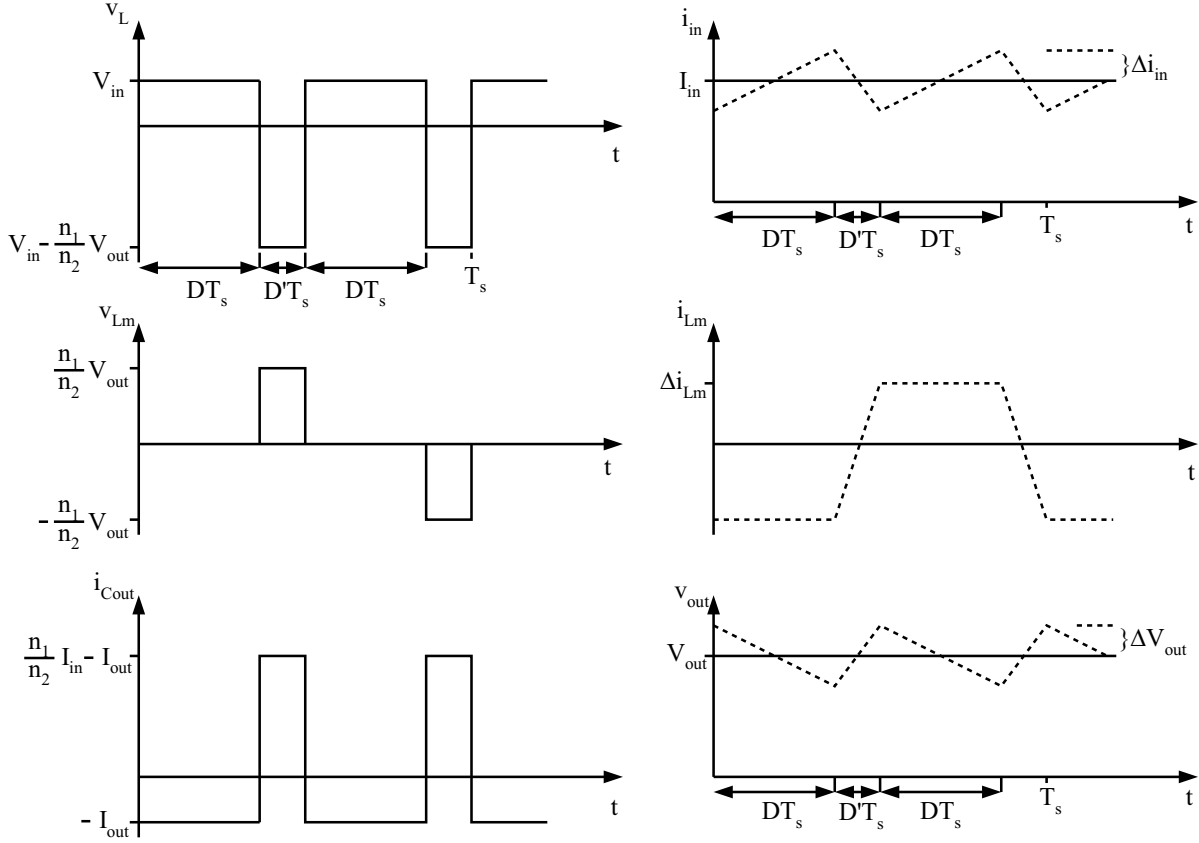 v_L
V_in
t
V_in - n_1/n_2 V_out
DT_s
D'T_s
DT_s
T_s
i_in
I_in
}Δi_in
t
DT_s
D'T_s
DT_s
T_s
v_Lm
n_1/n_2 V_out
t
- n_1/n_2 V_out
i_Lm
Δi_Lm
t
i_Cout
n_1/n_2 I_in - I_out
t
- I_out
v_out
V_out
}ΔV_out
t
DT_s
D'T_s
DT_s
T_s